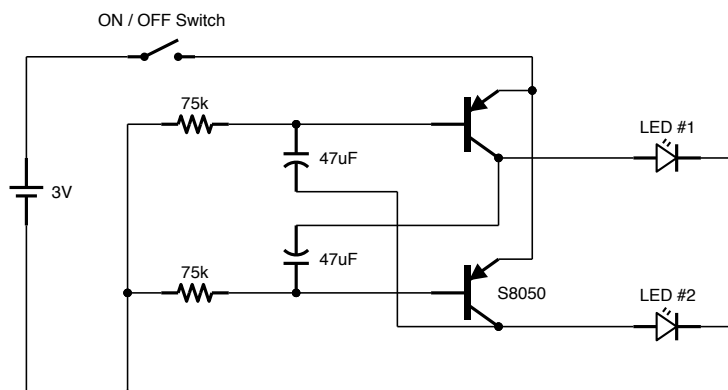 ON / OFF Switch
75k
LED #1
47uF
3V
47uF
75k
S8050
LED #2